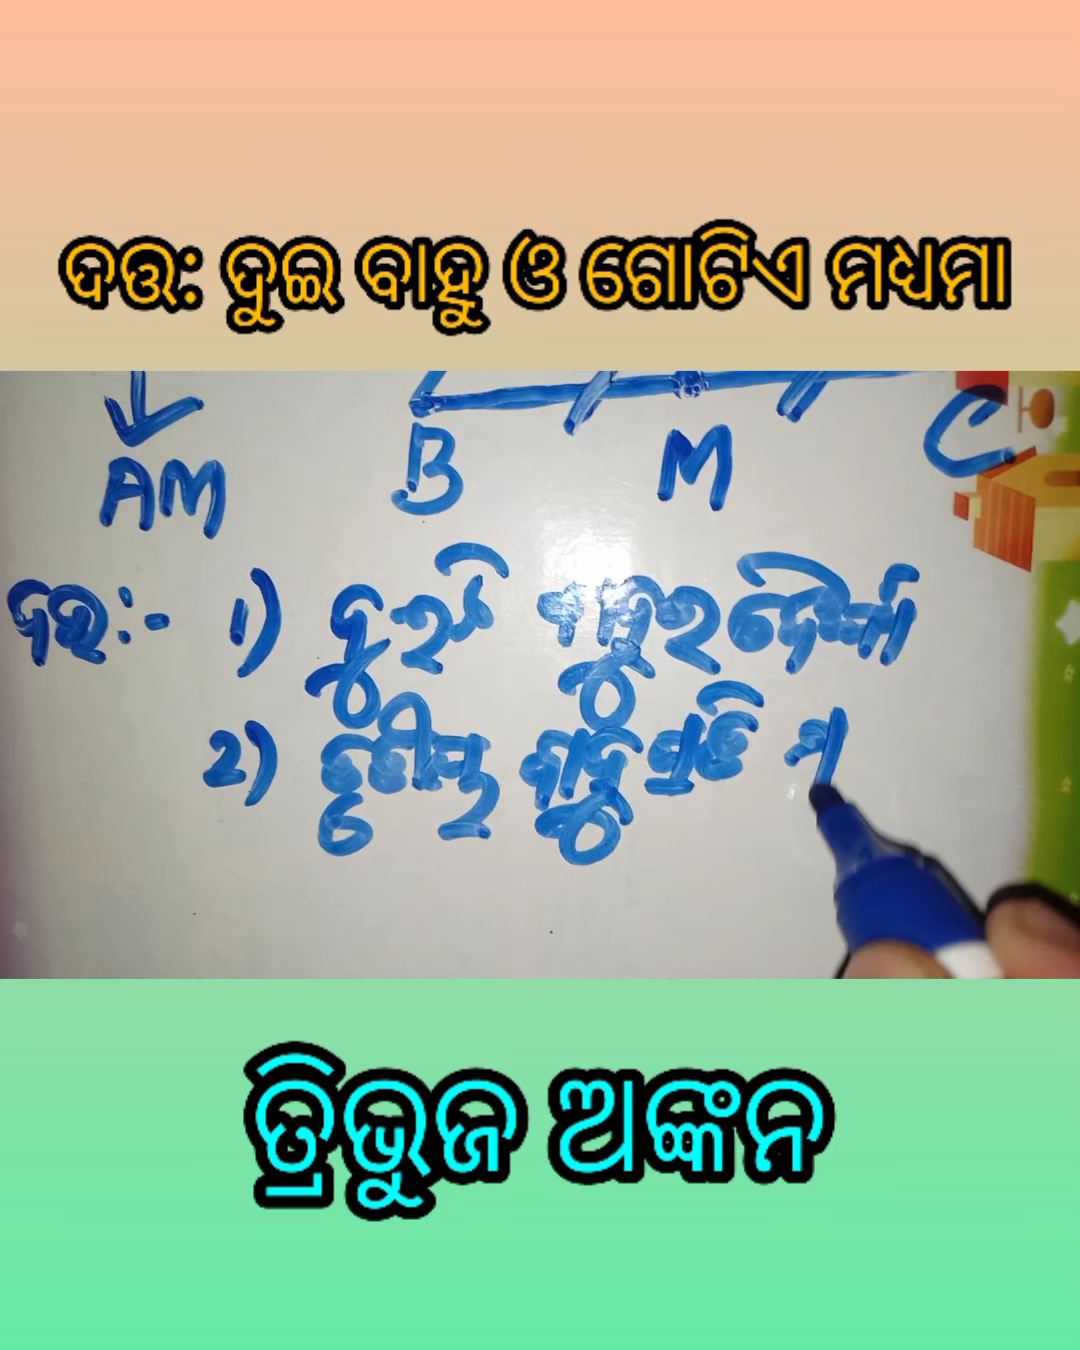 ଦତ୍ତ: ଦୁଇ ବାହୁ ଓ ଗୋଟିଏ ମଧ୍ୟମା
AM B M C
ଦତ୍ତ:- 1) ଦୁଇଟି ବାହୁର ଦୈର୍ଘ୍ୟ
2) ତୃତୀୟ ବାହୁ ପ୍ରତି
ତ୍ରିଭୁଜ ଅଙ୍କନ